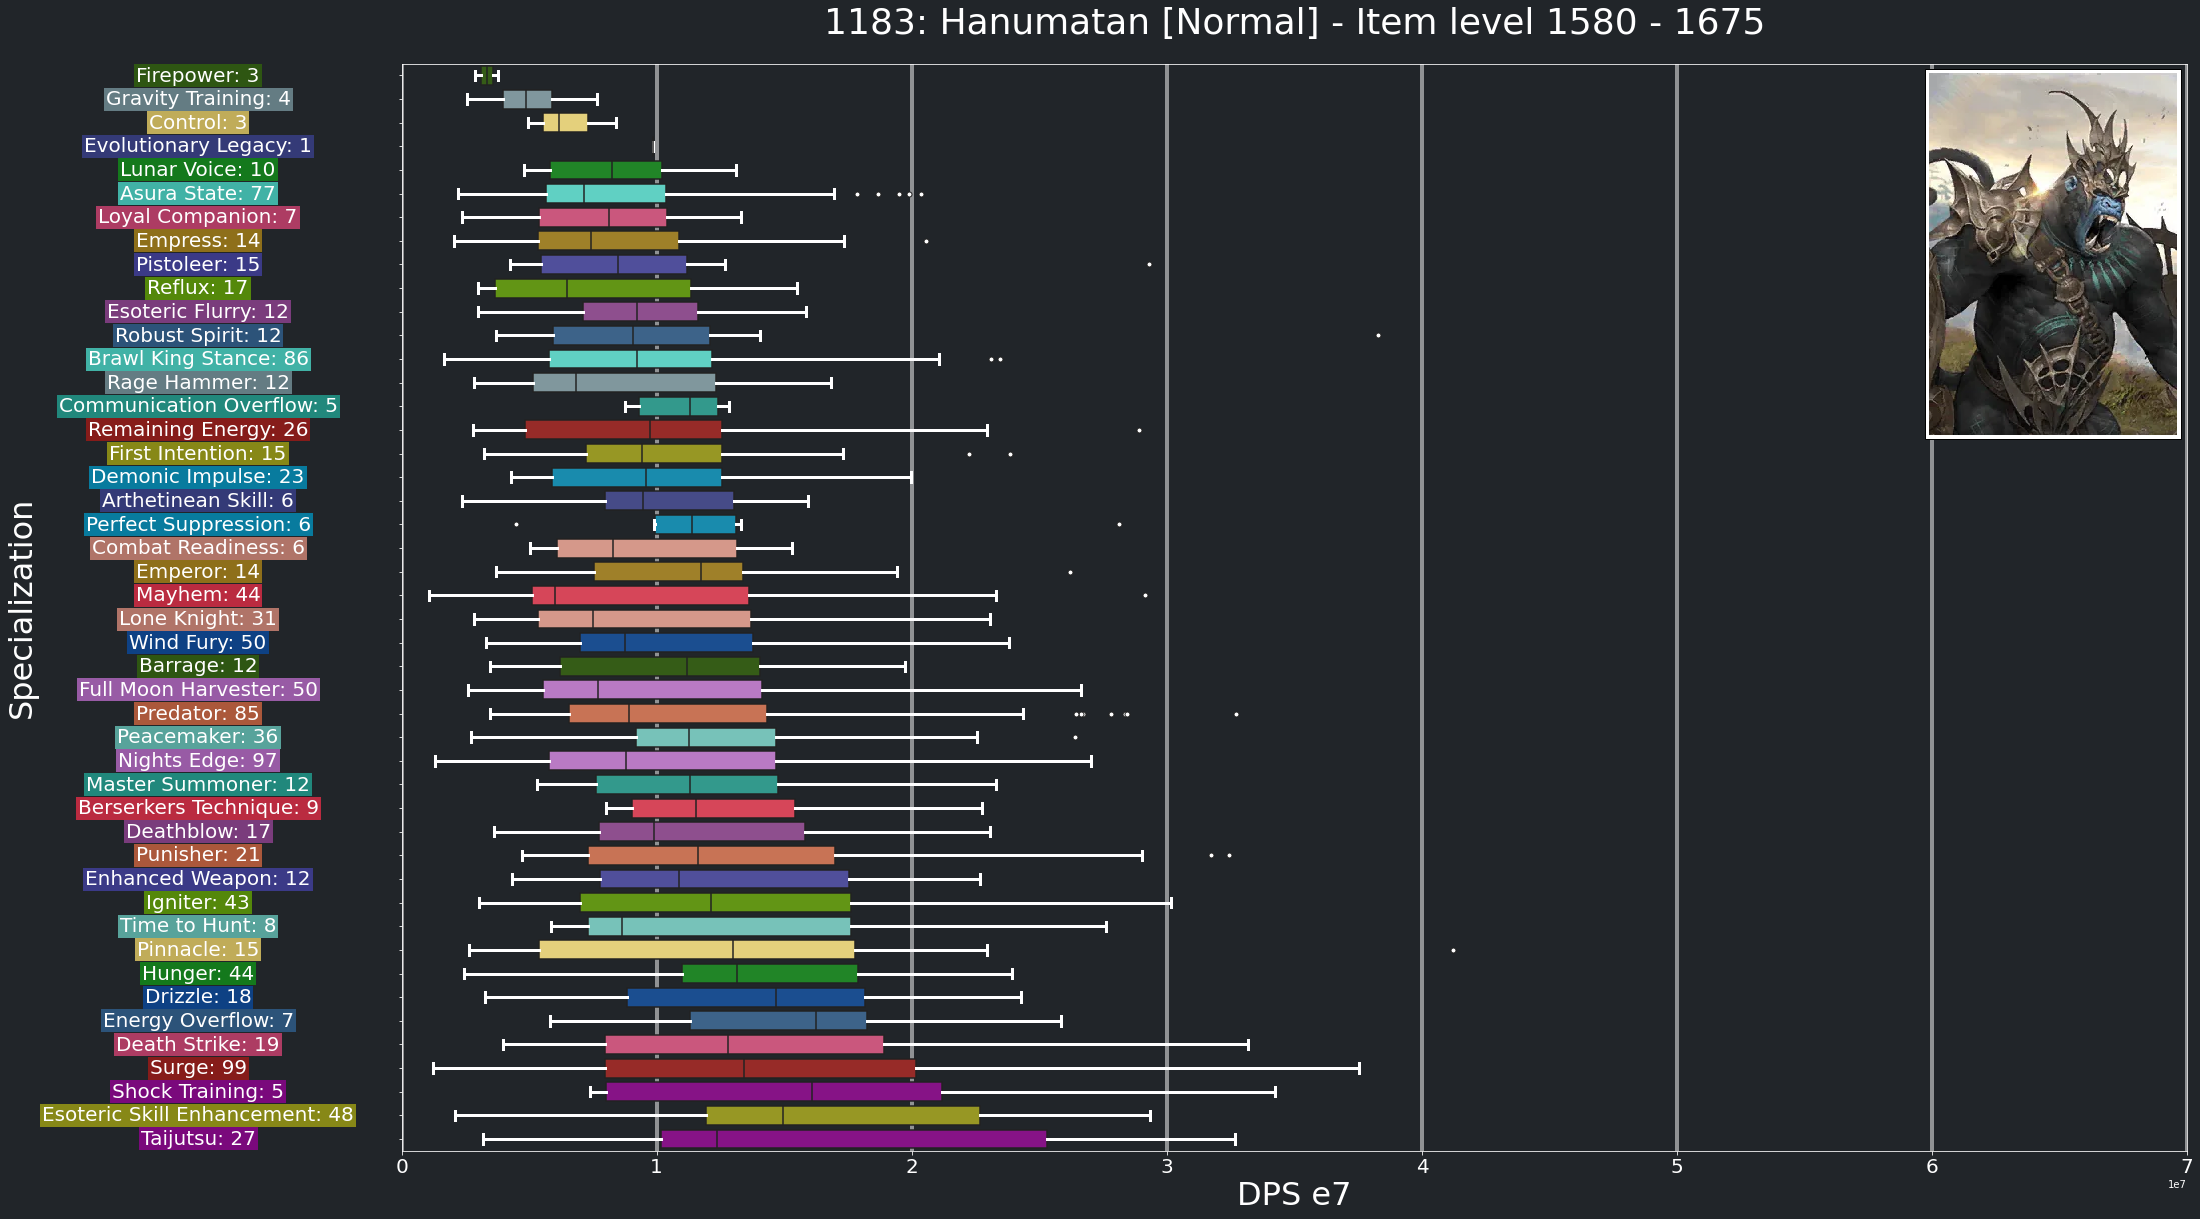 1183: Hanumatan [Normal] - Item level 1580 - 1675
Specialization
Firepower: 3
Gravity Training: 4
Control: 3
Evolutionary Legacy: 1
Lunar Voice: 10
Asura State: 77
Loyal Companion: 7
Empress: 14
Pistoleer: 15
Reflux: 17
Esoteric Flurry: 12
Robust Spirit: 12
Brawl King Stance: 86
Rage Hammer: 12
Communication Overflow: 5
Remaining Energy: 26
First Intention: 15
Demonic Impulse: 23
Arthetinean Skill: 6
Perfect Suppression: 6
Combat Readiness: 6
Emperor: 14
Mayhem: 44
Lone Knight: 31
Wind Fury: 50
Barrage: 12
Full Moon Harvester: 50
Predator: 85
Peacemaker: 36
Nights Edge: 97
Master Summoner: 12
Berserkers Technique: 9
Deathblow: 17
Punisher: 21
Enhanced Weapon: 12
Igniter: 43
Time to Hunt: 8
Pinnacle: 15
Hunger: 44
Drizzle: 18
Energy Overflow: 7
Death Strike: 19
Surge: 99
Shock Training: 5
Esoteric Skill Enhancement: 48
Taijutsu: 27
0 1 2 3 4 5 6 7
1e7
DPS e7